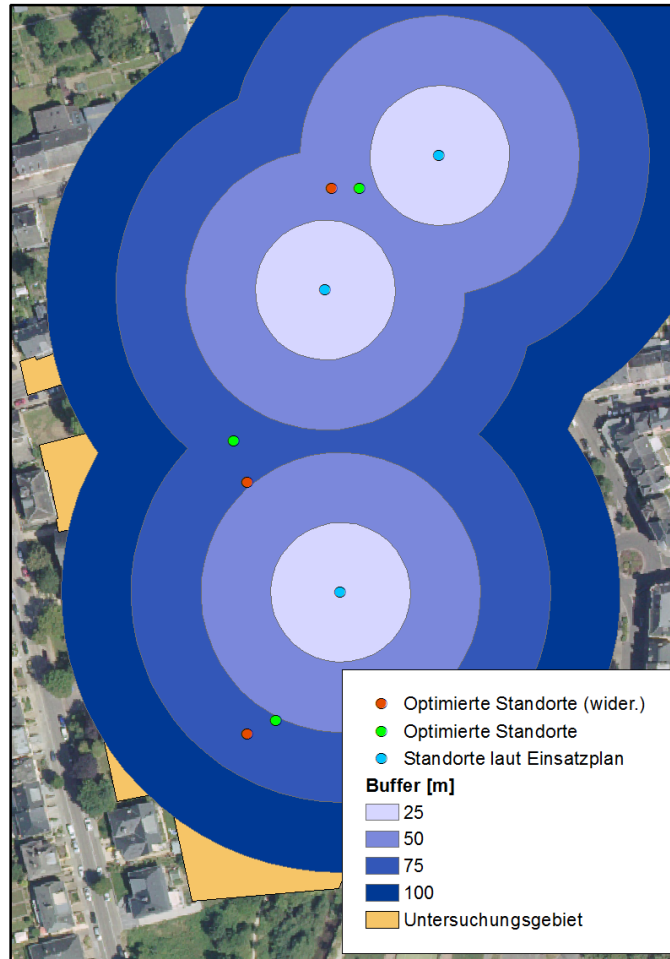 Optimierte Standorte (wider.)
Optimierte Standorte
Standorte laut Einsatzplan
Buffer [m]
25
50
75
100
Untersuchungsgebiet